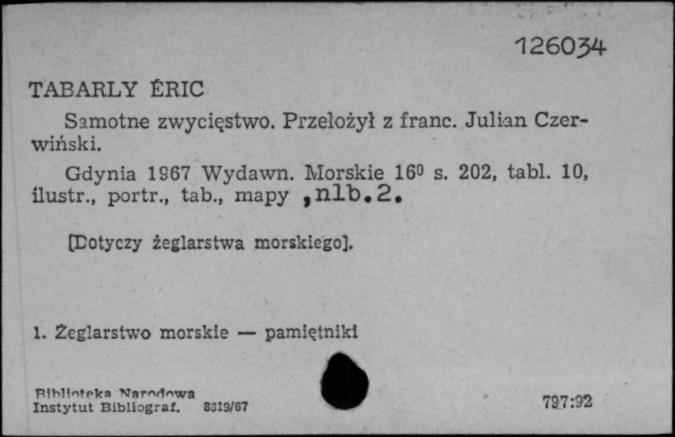 126034
TABARLY ÉRIC
Samotne zwycięstwo. Przełożył z franc. Julian Czer-
wiński.
Gdynia 1967 Wydawn. Morskie 16⁰ s. 202, tabl. 10,
ilustr., portr., tab., mapy , nlb. 2.
[Dotyczy żeglarstwa morskiego].
1. Żeglarstwo morskie — pamiętniki
Biblioteka Narodowa
Instytut Bibliograf. 8319/67
797:92